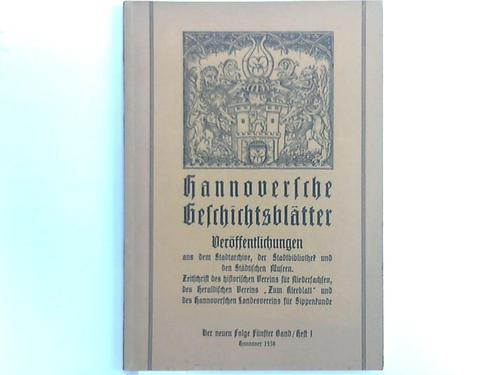 Hannoversche
Geschichtsblätter
Veröffentlichungen
aus dem Stadtarchive, der Stadtbibliothek und
den Städtischen Museen.
Zeitschrift des historischen Vereins für Niedersachsen,
des Heraldischen Vereins „Zum Kleeblatt" und
des Hannoverschen Landesvereins für Sippenkunde
Der neuen Folge Fünfter Band/Heft 1
Hannover 1938